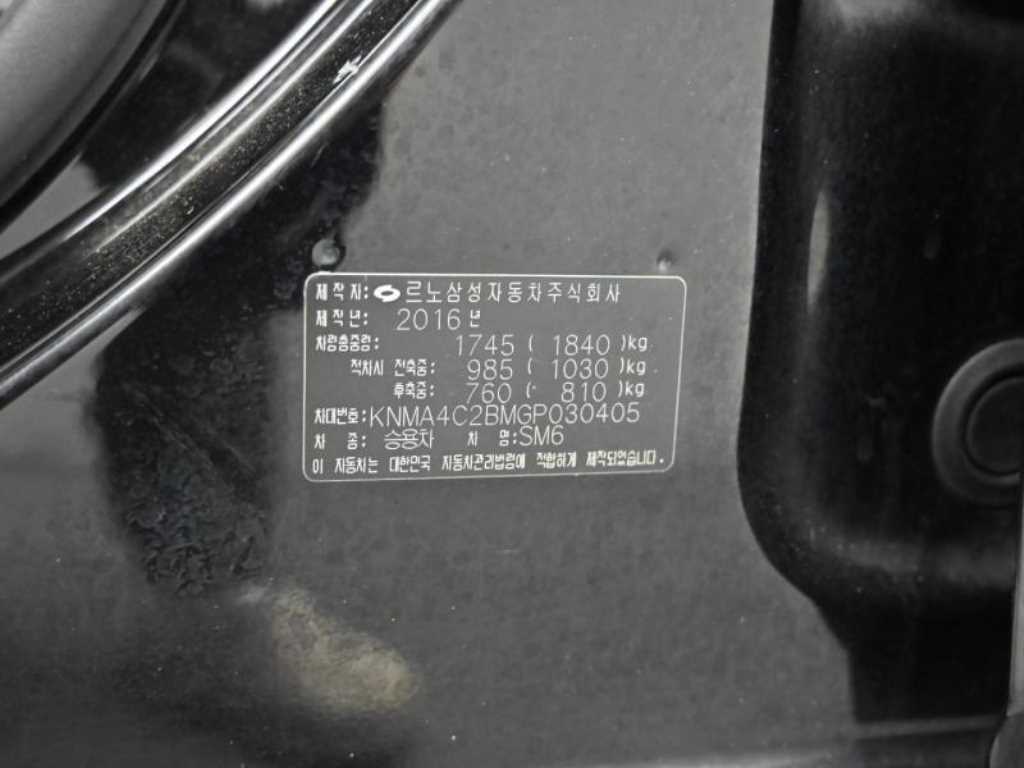 제작자: 르노삼성자동차주식회사
제작년: 2016년
차량총중량: 1745 ( 1840 )kg
적차시 전축중: 985 ( 1030 )kg
후축중: 760 ( 810 )kg
차대번호: KNMA4C2BMGP030405
차 종: 승용차 차 명: SM6
이 자동차는 대한민국 자동차관리법령에 적합하게 제작되었습니다.